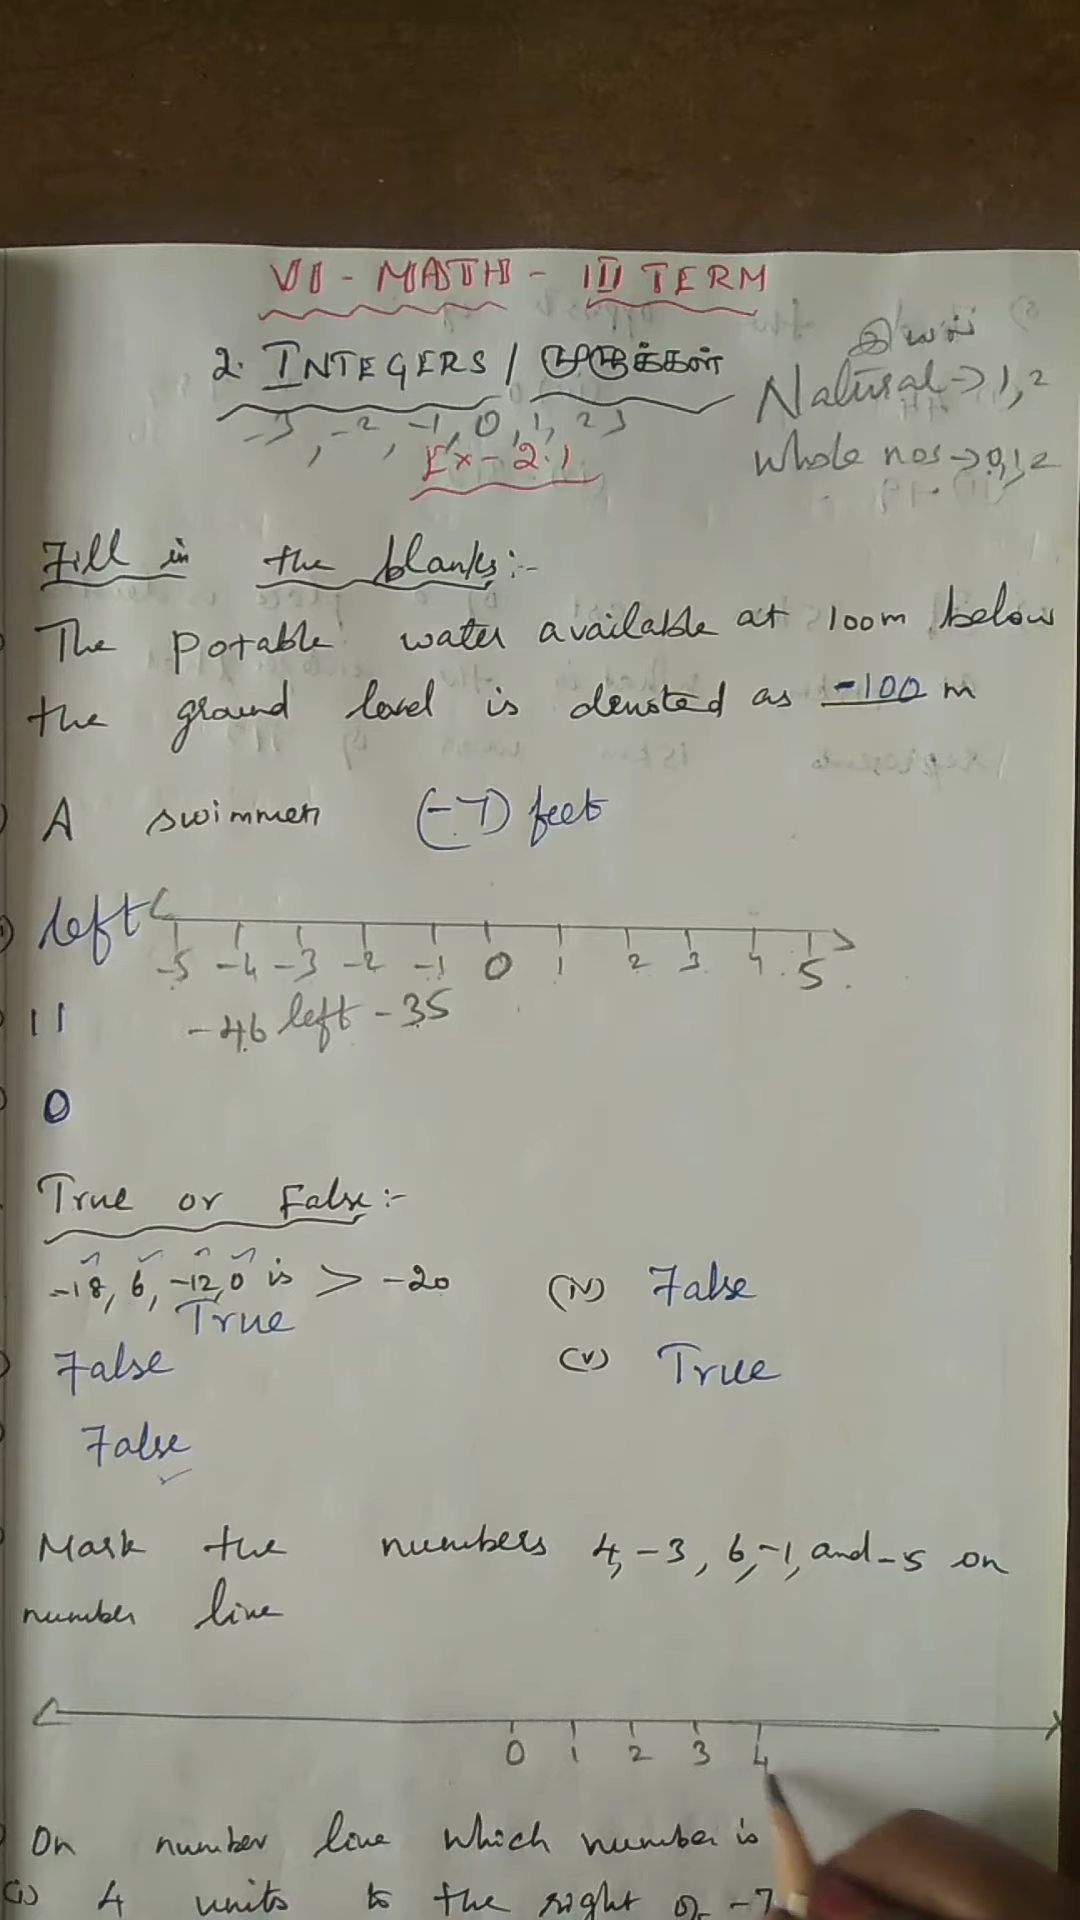 VI - MATH - III TERM
2. INTEGERS / முழுக்கள்
இயல்
Natural → 1, 2
Whole nos → 0, 1, 2
-3, -2, -1, 0, 1, 2, 3
Ex - 2.1
Fill in the blanks:-
The potable water available at 100m below
the ground level is denoted as -100 m
A swimmer (-7) feet
left
-5 -4 -3 -2 -1 0 1 2 3 4 5
11 -46 left -35
0
True or False:-
-18, 6, -12, 0 is > -20
True
(iv) False
False
(v) True
False
Mark the numbers 4, -3, 6, -1, and -5 on
number line
0 1 2 3 4
On number line which number is
(i) 4 units to the right of -7